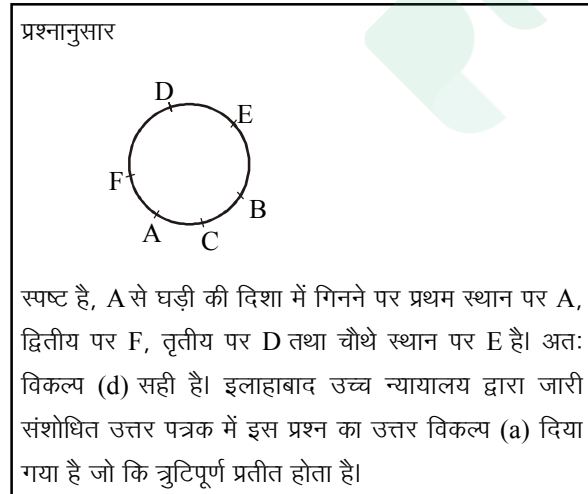 प्रश्नानुसार
D
E
F
B
A
C
स्पष्ट है, A से घड़ी की दिशा में गिनने पर प्रथम स्थान पर A,
द्वितीय पर F, तृतीय पर D तथा चौथे स्थान पर E है। अत:
विकल्प (d) सही है। इलाहाबाद उच्च न्यायालय द्वारा जारी
संशोधित उत्तर पत्रक में इस प्रश्न का उत्तर विकल्प (a) दिया
गया है जो कि त्रुटिपूर्ण प्रतीत होता है।